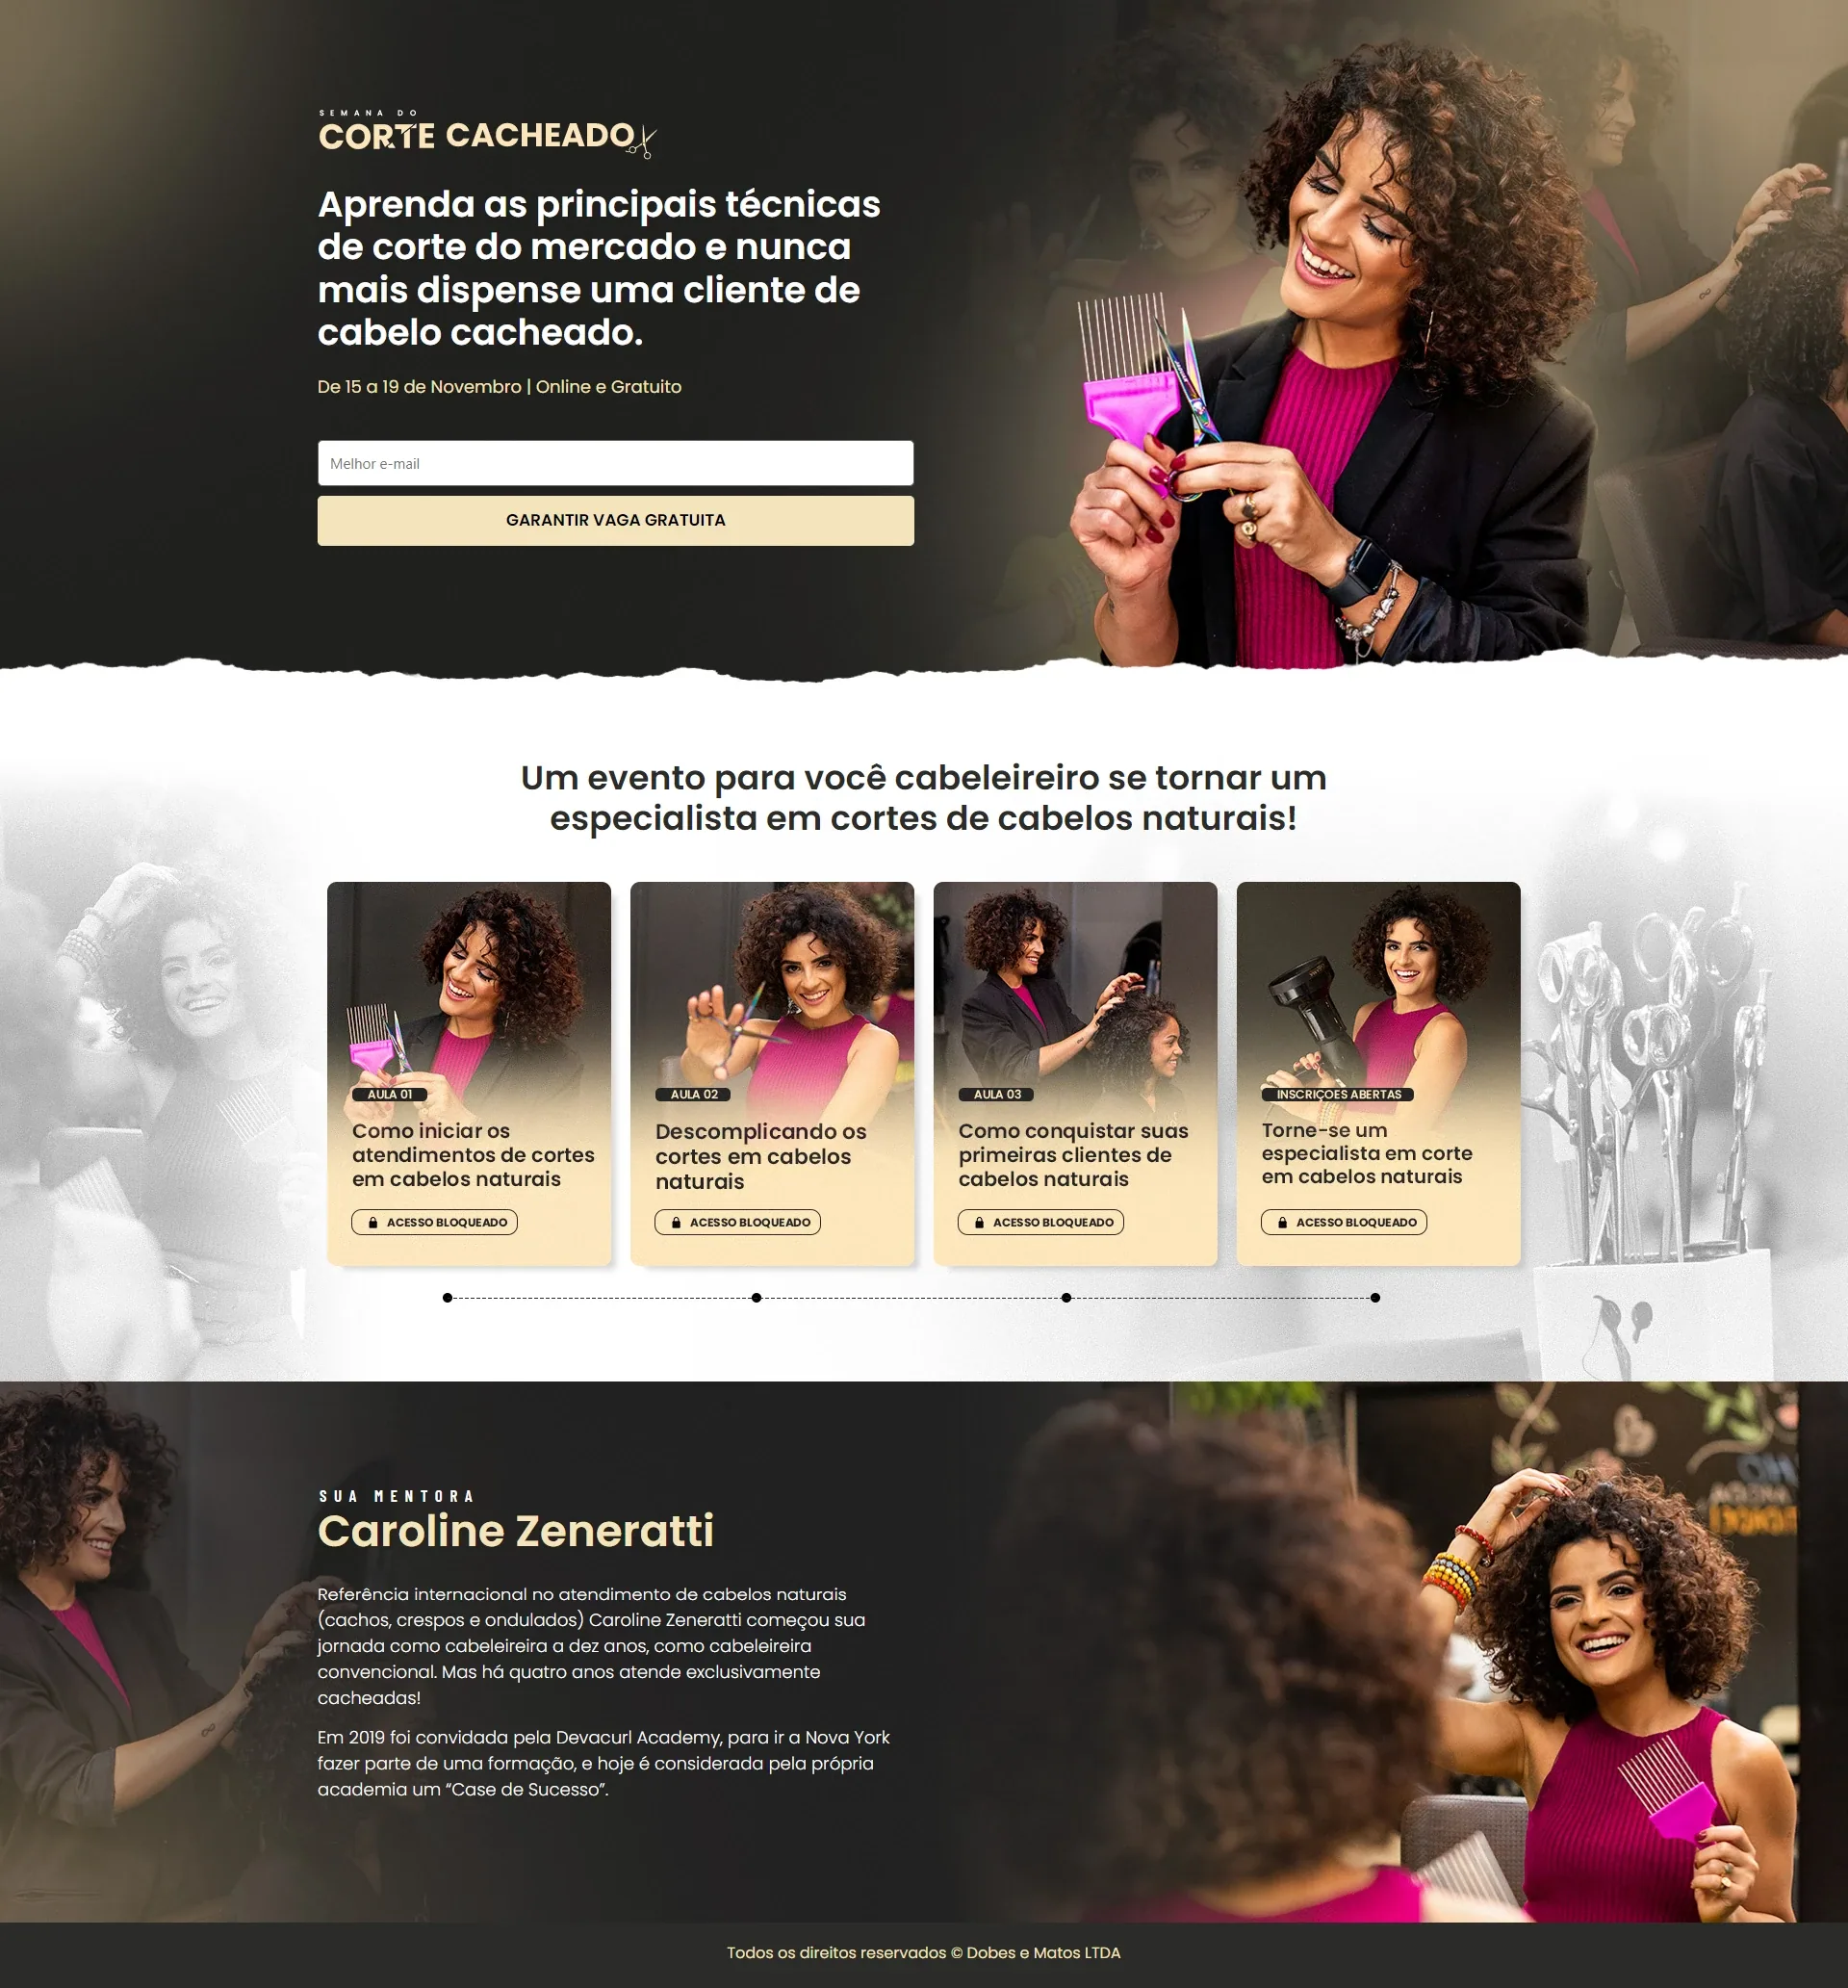 SEMANA DO
CORTE CACHEADO
Aprenda as principais técnicas
de corte do mercado e nunca
mais dispense uma cliente de
cabelo cacheado.
De 15 a 19 de Novembro | Online e Gratuito
Melhor e-mail
GARANTIR VAGA GRATUITA
Um evento para você cabeleireiro se tornar um
especialista em cortes de cabelos naturais!
AULA 01
Como iniciar os
atendimentos de cortes
em cabelos naturais
ACESSO BLOQUEADO
AULA 02
Descomplicando os
cortes em cabelos
naturais
ACESSO BLOQUEADO
AULA 03
Como conquistar suas
primeiras clientes de
cabelos naturais
ACESSO BLOQUEADO
INSCRIÇÕES ABERTAS
Torne-se um
especialista em corte
em cabelos naturais
ACESSO BLOQUEADO
SUA MENTORA
Caroline Zeneratti
Referência internacional no atendimento de cabelos naturais
(cachos, crespos e ondulados) Caroline Zeneratti começou sua
jornada como cabeleireira a dez anos, como cabeleireira
convencional. Mas há quatro anos atende exclusivamente
cacheadas!
Em 2019 foi convidada pela Devacurl Academy, para ir a Nova York
fazer parte de uma formação, e hoje é considerada pela própria
academia um “Case de Sucesso”.
Todos os direitos reservados © Dobes e Matos LTDA